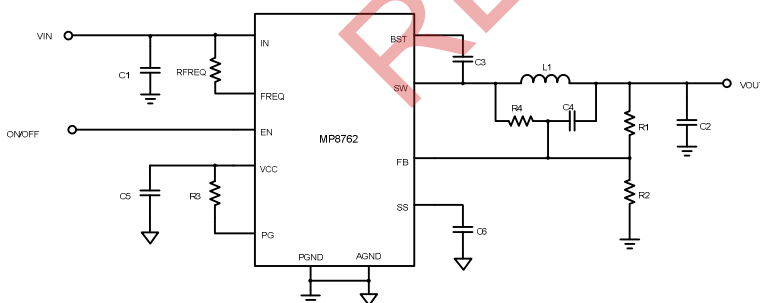 VIN
IN
BST
C1
RFREQ
C3
L1
SW
VOUT
FREQ
R4
C4
R1
C2
ON/OFF
EN
MP8762
FB
VCC
C5
R3
R2
SS
C6
PG
PGND
AGND